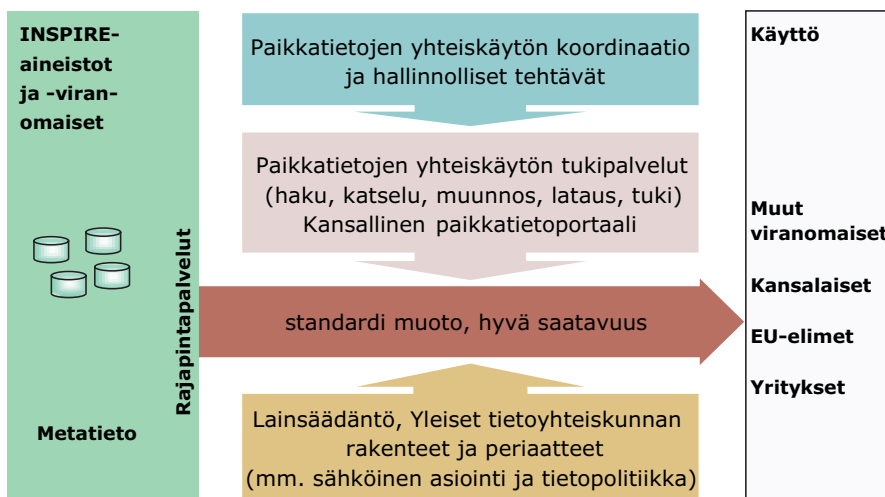 INSPIRE-
aineistot
ja -viran-
omaiset
Metatieto
Rajapintapalvelut
Paikkatietojen yhteiskäytön koordinaatio
ja hallinnolliset tehtävät
Paikkatietojen yhteiskäytön tukipalvelut
(haku, katselu, muunnos, lataus, tuki)
Kansallinen paikkatietoportaali
standardi muoto, hyvä saatavuus
Lainsäädäntö, Yleiset tietoyhteiskunnan
rakenteet ja periaatteet
(mm. sähköinen asiointi ja tietopolitiikka)
Käyttö
Muut
viranomaiset
Kansalaiset
EU-elimet
Yritykset